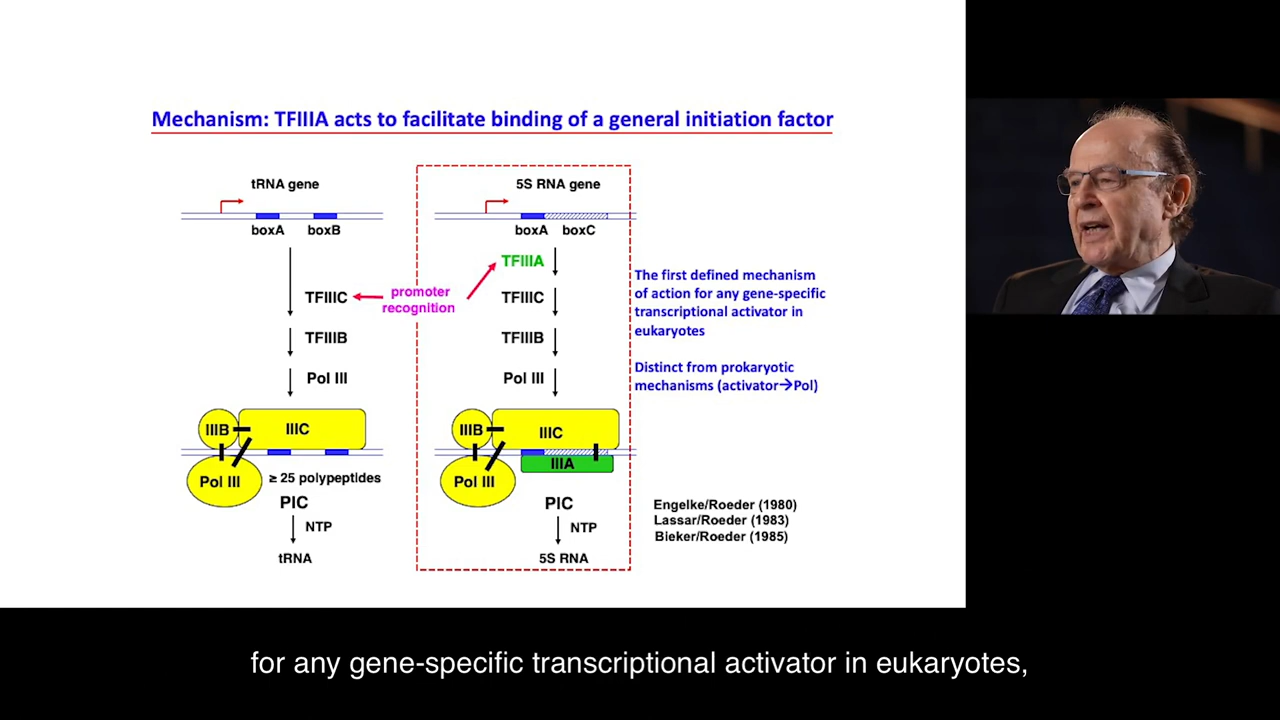 Mechanism: TFIIIA acts to facilitate binding of a general initiation factor
tRNA gene
boxA
boxB
TFIIIC
TFIIIB
Pol III
IIIB
IIIC
Pol III
≥ 25 polypeptides
PIC
NTP
tRNA
promoter
recognition
5S RNA gene
boxA
boxC
TFIIIA
TFIIIC
TFIIIB
Pol III
IIIB
IIIC
IIIA
Pol III
PIC
NTP
5S RNA
The first defined mechanism
of action for any gene-specific
transcriptional activator in
eukaryotes
Distinct from prokaryotic
mechanisms (activator→Pol)
Engelke/Roeder (1980)
Lassar/Roeder (1983)
Bieker/Roeder (1985)
for any gene-specific transcriptional activator in eukaryotes,